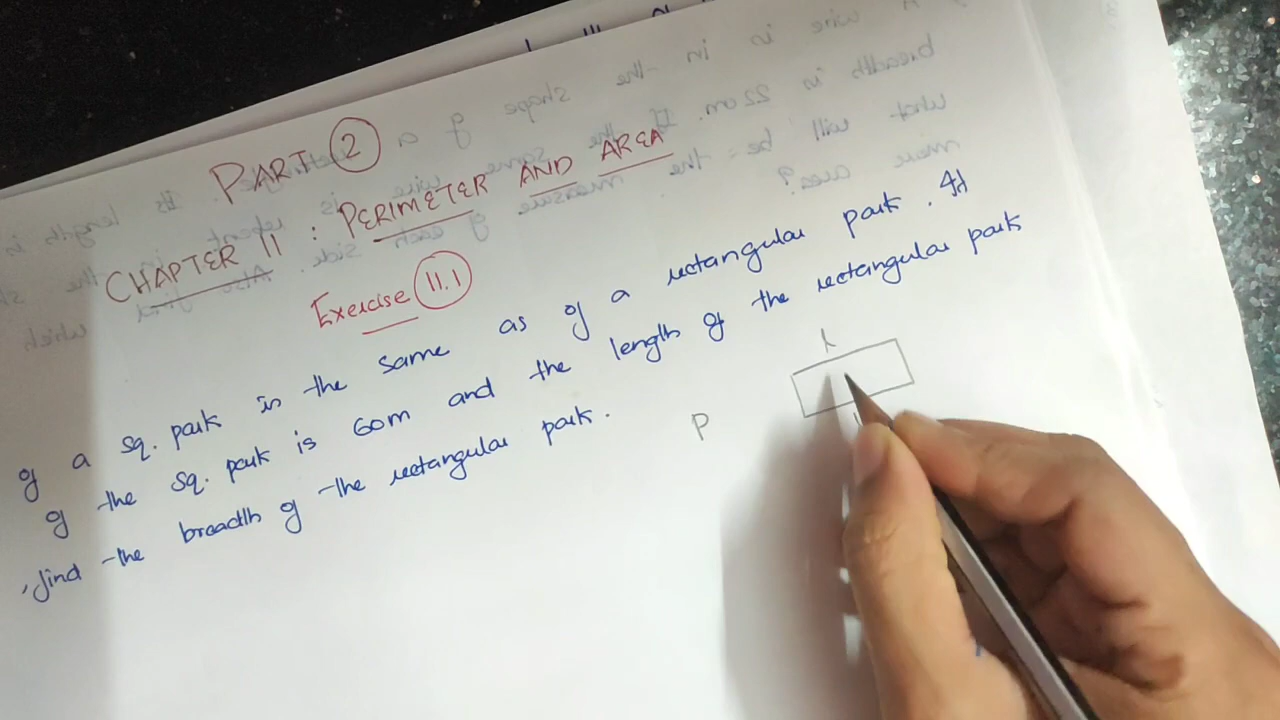 PART 2
CHAPTER 11 : PERIMETER AND AREA
Exercise 11.1
of a sq. park is the same as of a rectangular park. If
of the sq. park is 60m and the length of the rectangular park
, find the breadth of the rectangular park.
l
P